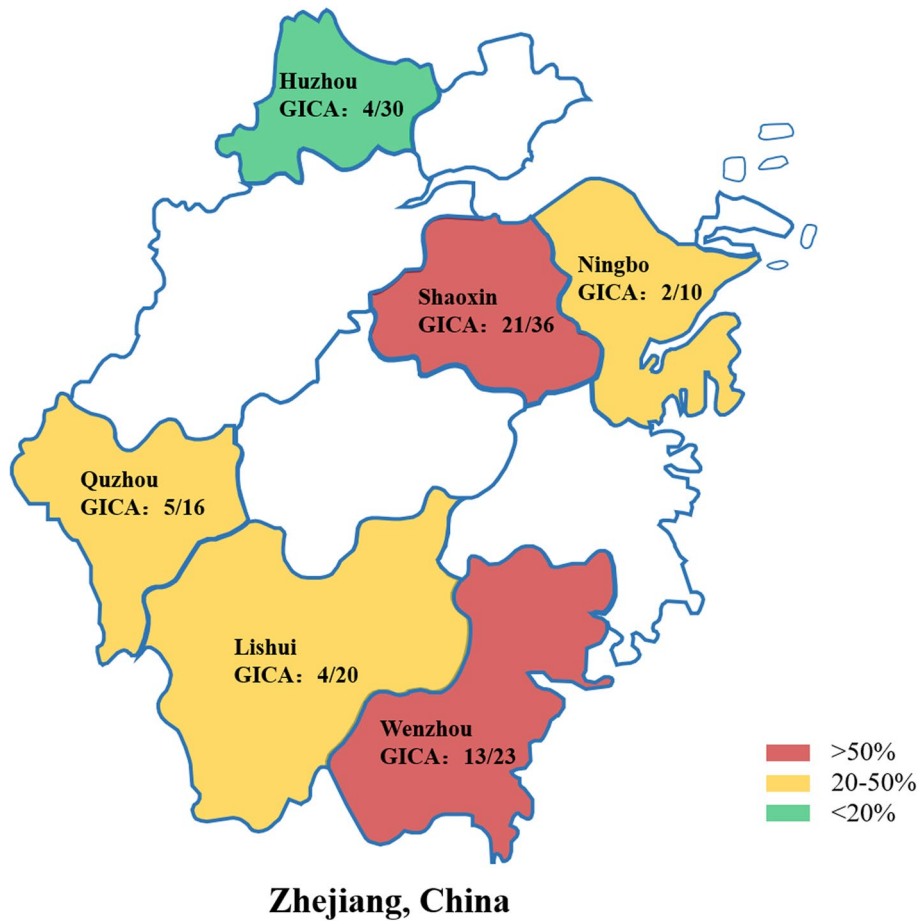 Huzhou
GICA：4/30
Ningbo
GICA：2/10
Shaoxin
GICA：21/36
Quzhou
GICA：5/16
Lishui
GICA：4/20
Wenzhou
GICA：13/23
>50%
20-50%
<20%
Zhejiang, China